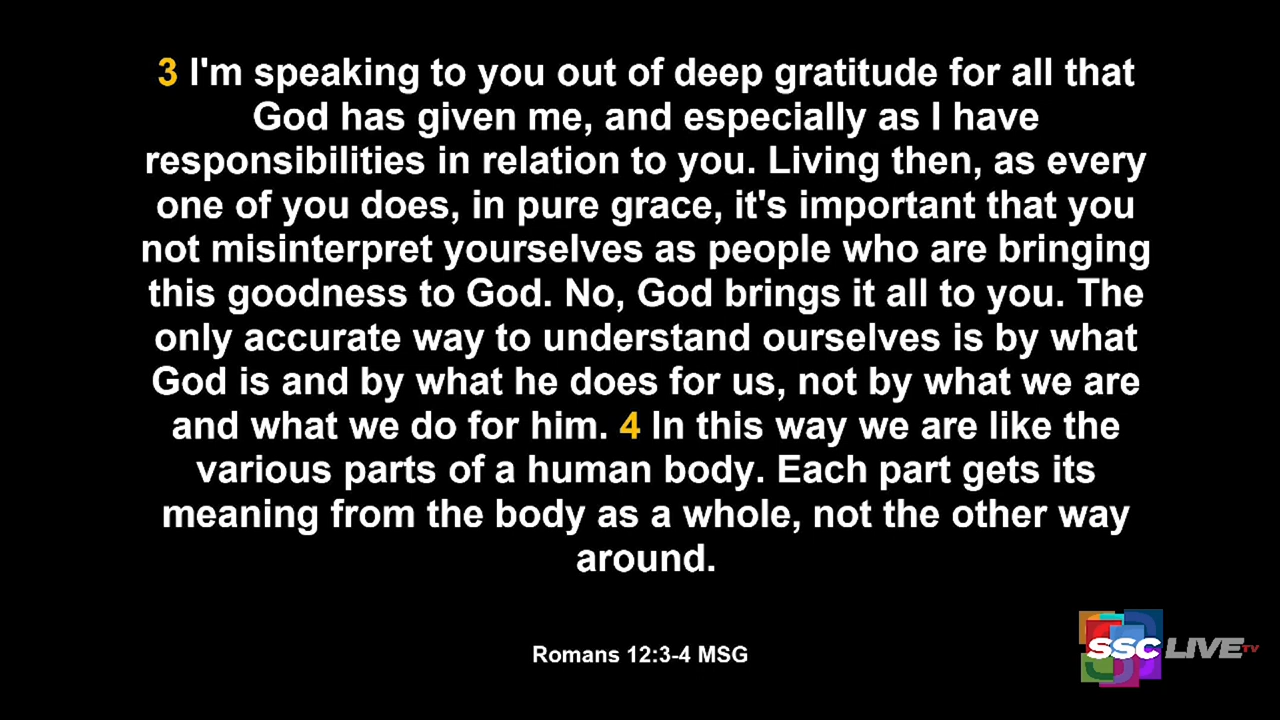 3 I'm speaking to you out of deep gratitude for all that
God has given me, and especially as I have
responsibilities in relation to you. Living then, as every
one of you does, in pure grace, it's important that you
not misinterpret yourselves as people who are bringing
this goodness to God. No, God brings it all to you. The
only accurate way to understand ourselves is by what
God is and by what he does for us, not by what we are
and what we do for him. 4 In this way we are like the
various parts of a human body. Each part gets its
meaning from the body as a whole, not the other way
around.
Romans 12:3-4 MSG
SSC LIVE TV